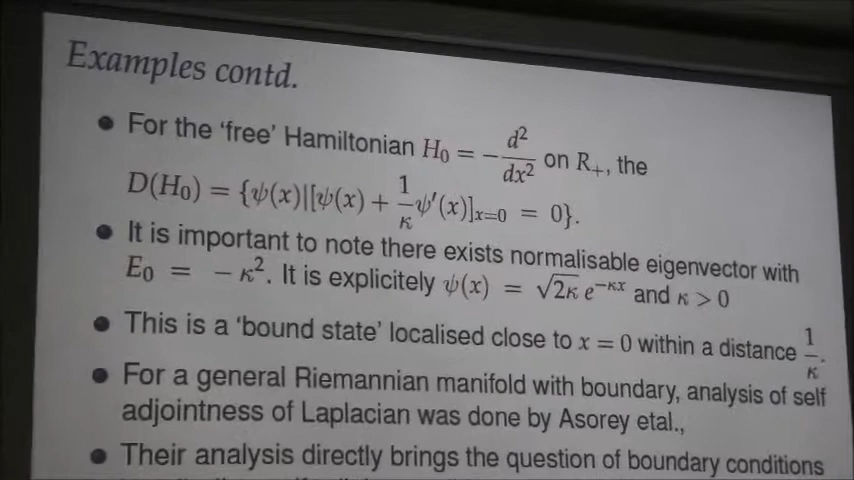 Examples contd.
For the 'free' Hamiltonian H₀ = −d²/dx² on R₊, the
D(H₀) = {ψ(x)|[ψ(x) + 1/κ ψ′(x)]ₓ₌₀ = 0}.
It is important to note there exists normalisable eigenvector with
E₀ = −κ². It is explicitly ψ(x) = √2κ e^{−κx} and κ > 0
This is a 'bound state' localised close to x = 0 within a distance 1/κ.
For a general Riemannian manifold with boundary, analysis of self
adjointness of Laplacian was done by Asorey etal.,
Their analysis directly brings the question of boundary conditions